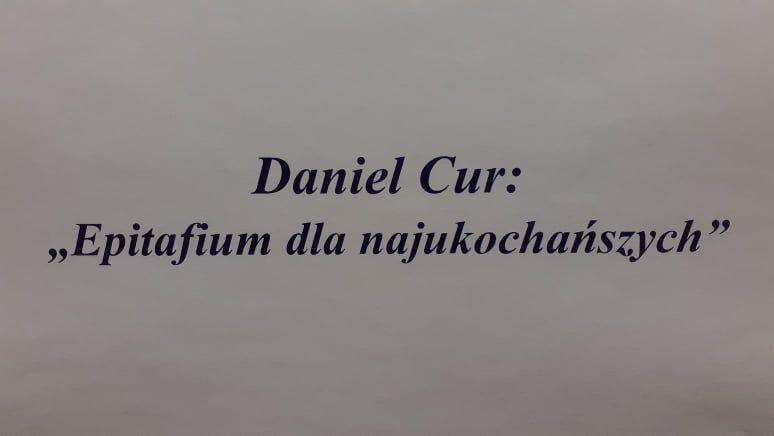 Daniel Cur:
„Epitafium dla najukochańszych”